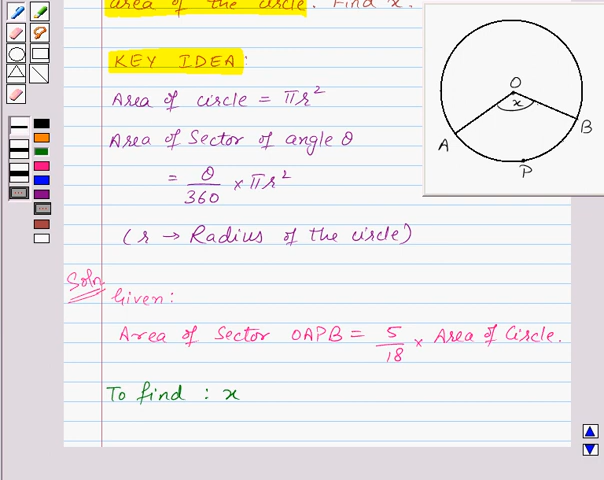 area of the circle. Find x.
KEY IDEA:
Area of circle = πr²
Area of Sector of angle θ
= θ/360 × πr²
(r → Radius of the circle)
Soln
Given:
Area of Sector OAPB = 5/18 × Area of Circle.
To find : x
O
x
A
B
P